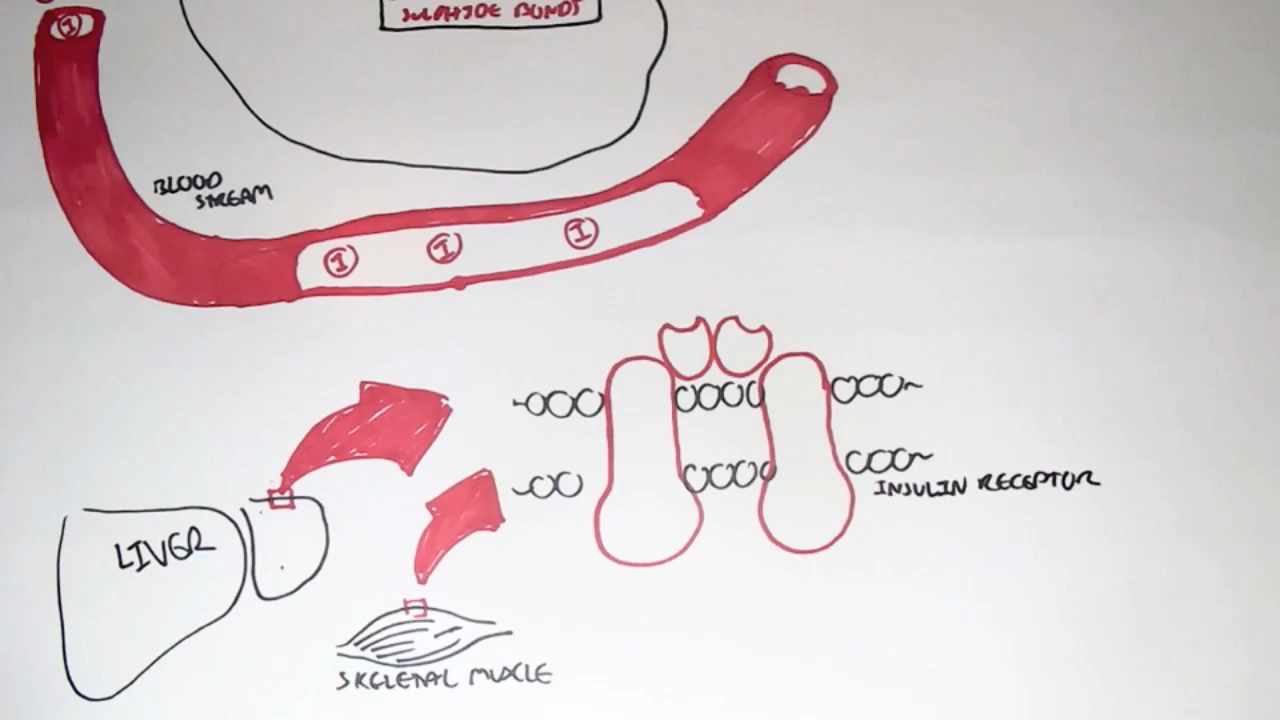 SULPHIDE BONDS
I
BLOOD
STREAM
I
I
I
INSULIN RECEPTOR
LIVER
SKELETAL MUSCLE